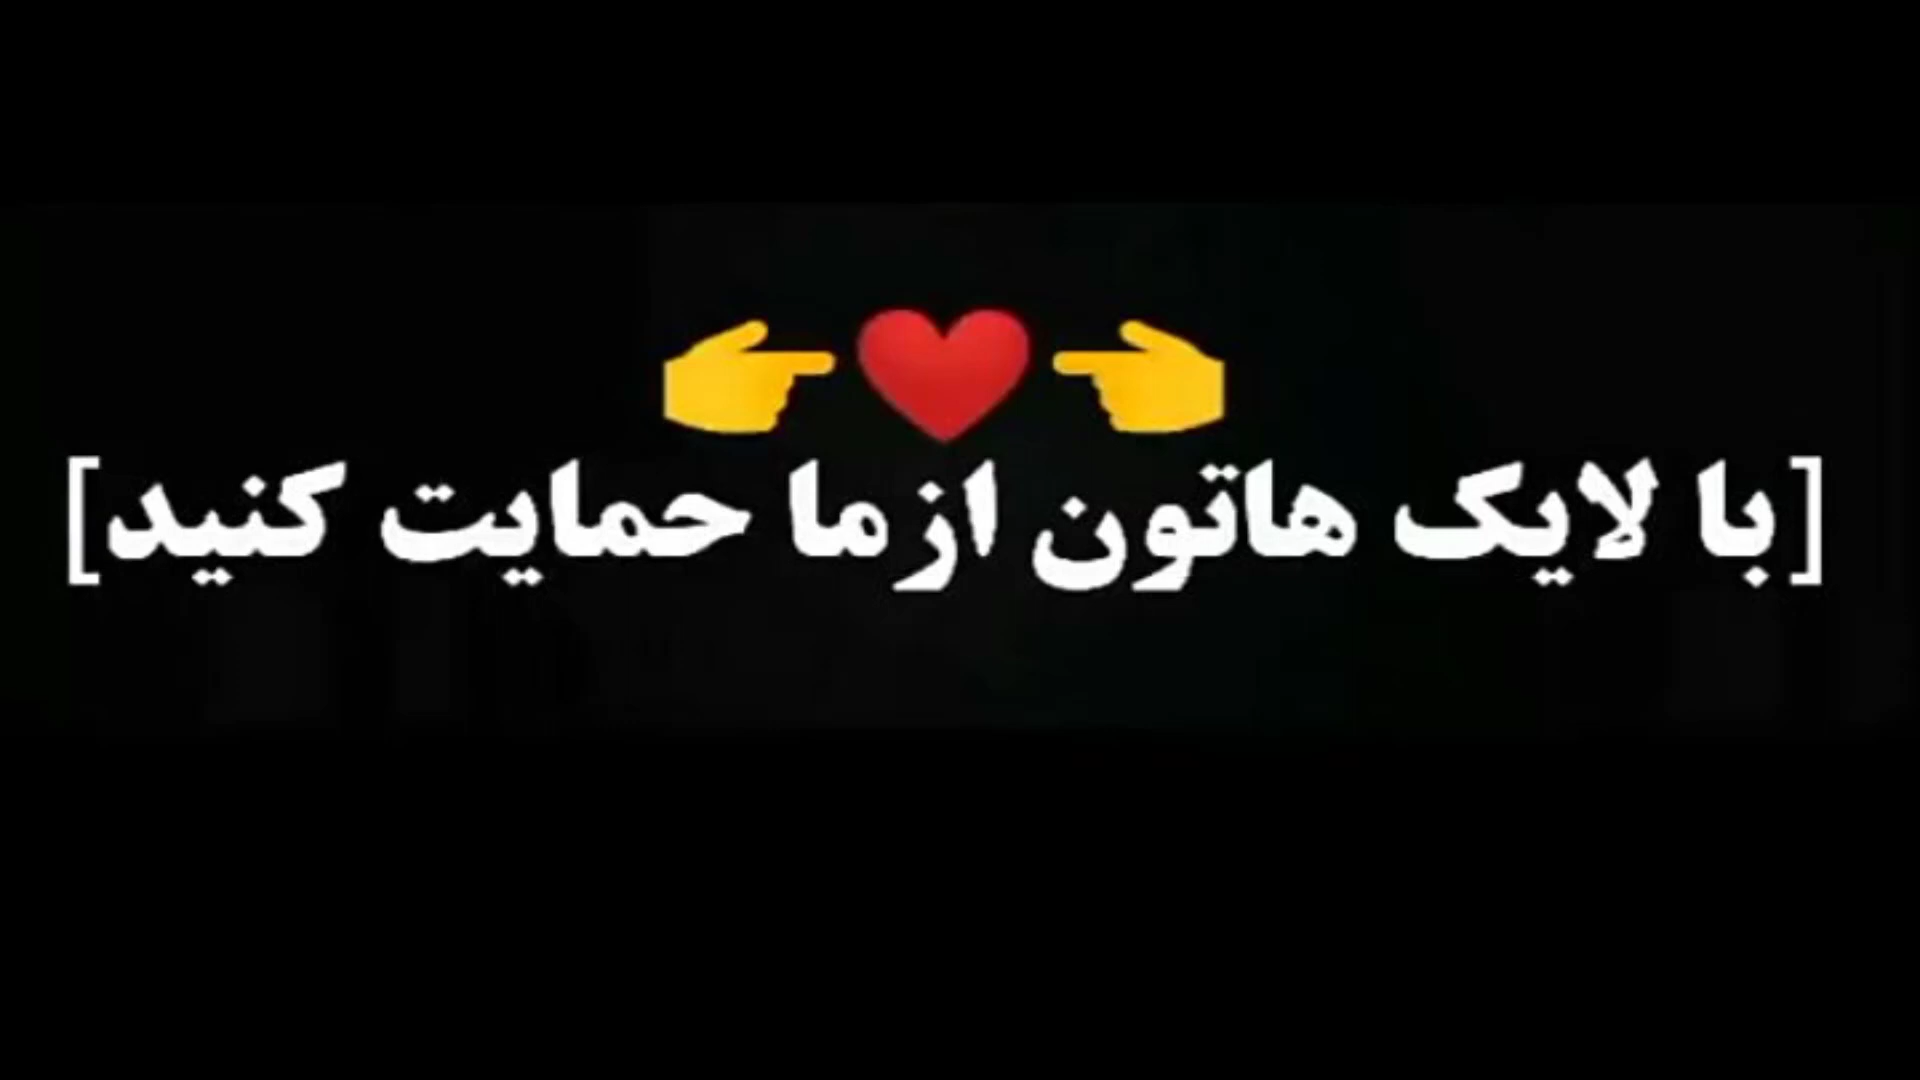 👉❤️👈
[با لایک هاتون ازما حمایت کنید]